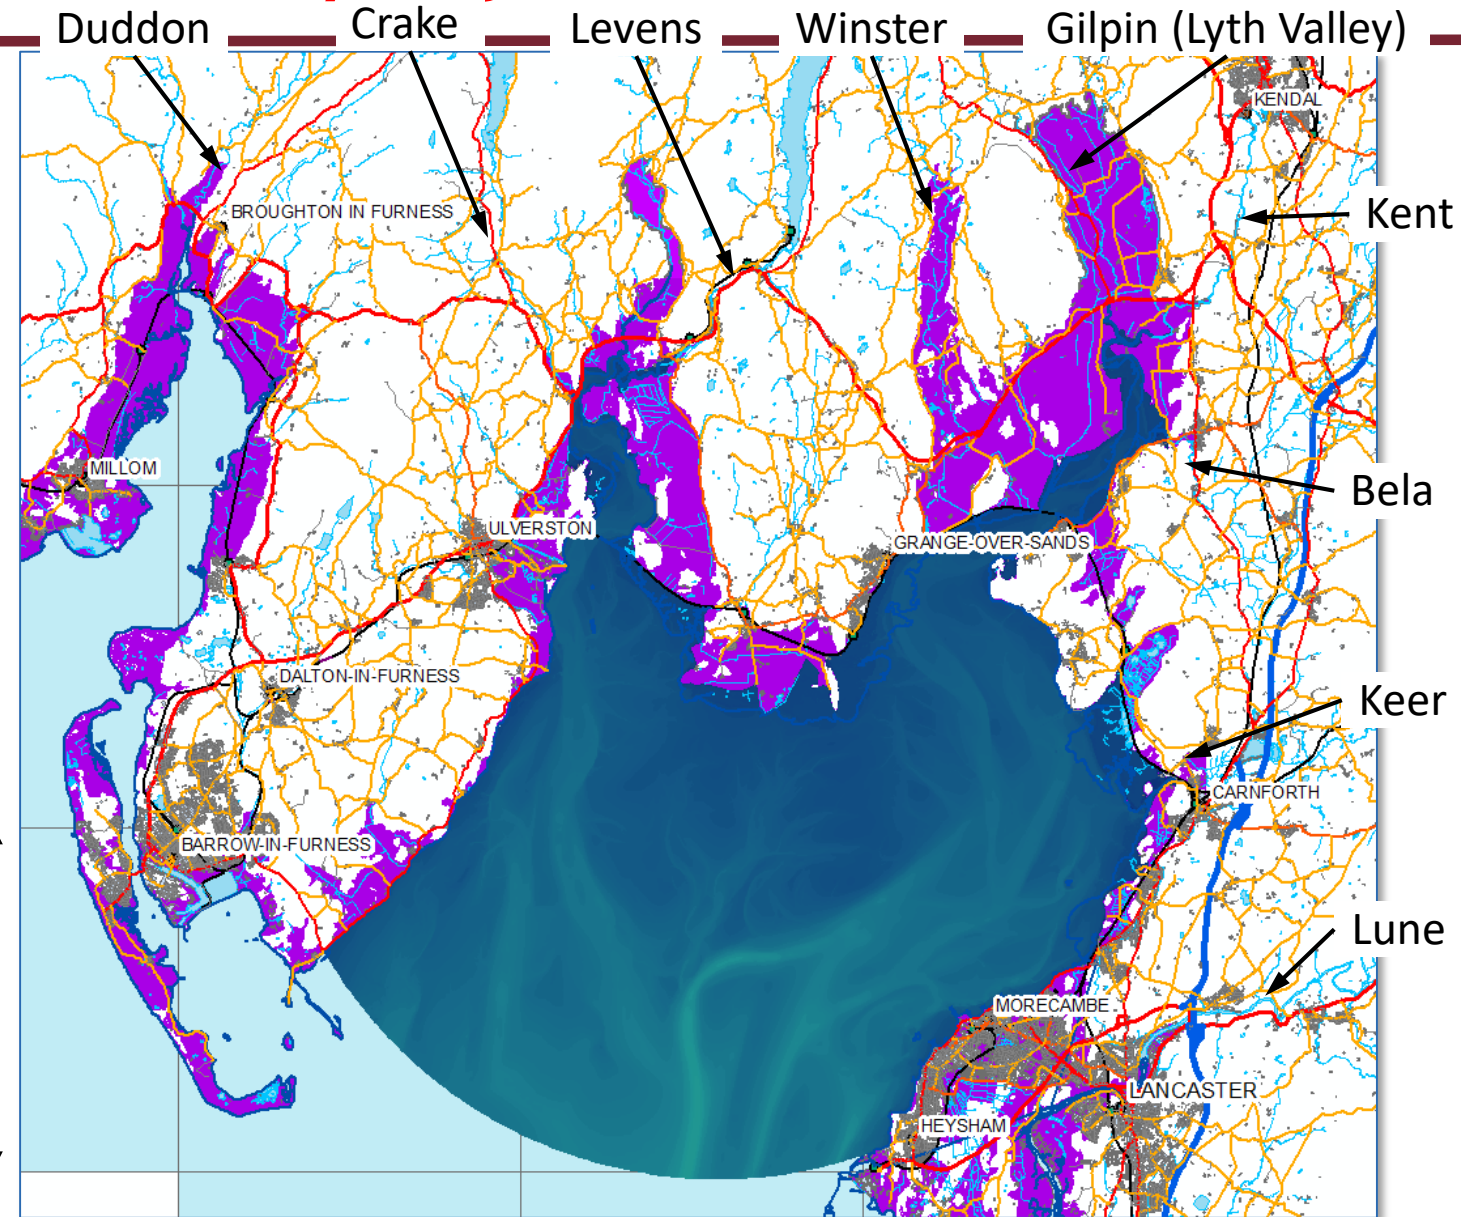 Duddon
Crake
Levens
Winster
Gilpin (Lyth Valley)
KENDAL
Kent
BROUGHTON IN FURNESS
MILLOM
Bela
ULVERSTON
GRANGE-OVER-SANDS
DALTON-IN-FURNESS
Keer
CARNFORTH
BARROW-IN-FURNESS
Lune
MORECAMBE
LANCASTER
HEYSHAM